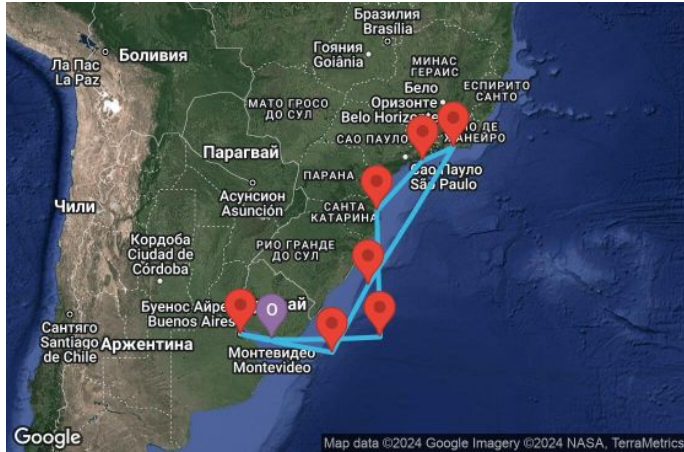 Бразилия
Brasília
Боливия
Гояния
Goiânia
Ла Пас
La Paz
МИНАС
ГЕРАИС
ЕСПИРИТО
САНТО
Бело
Оризонте
Belo Horizonte
МАТО ГРОСО
ДО СУЛ
САО ПАУЛО
ЖАНЕЙРО
Парагвай
Сао Пауло
São Paulo
ПАРАНА
Асунсион
Asunción
Чили
САНТА
КАТАРИНА
Кордоба
Ciudad de
Córdoba
РИО ГРАНДЕ
ДО СУЛ
Буенос Айре
Buenos Aires
O
Сантяго
Santiago
de Chile
Аржентина
Монтевидео
Montevideo
Google
Map data ©2024 Google Imagery ©2024 NASA, TerraMetrics